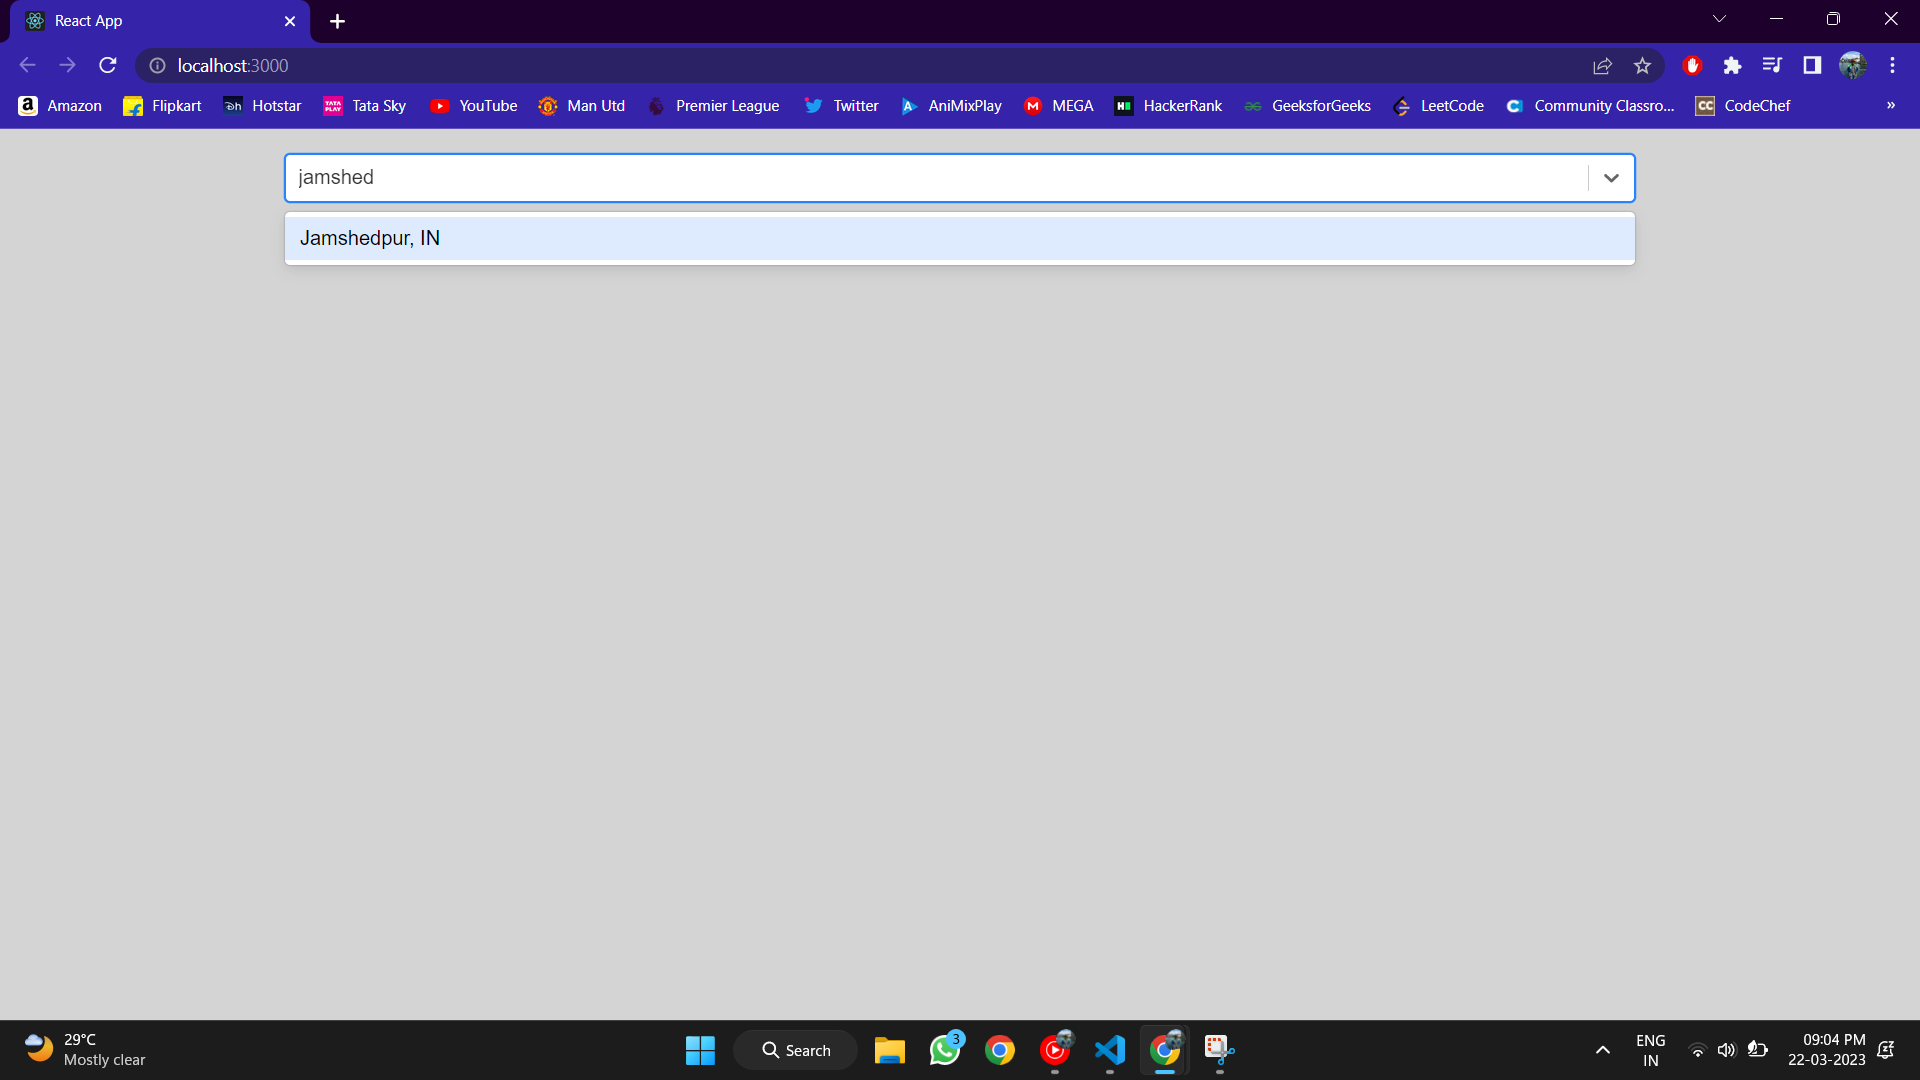 React App
localhost:3000
Amazon Flipkart Hotstar Tata Sky YouTube Man Utd Premier League Twitter AniMixPlay MEGA HackerRank GeeksforGeeks LeetCode Community Classro... CodeChef »
jamshed
Jamshedpur, IN
29°C
Mostly clear
Search
3
ENG
IN
09:04 PM
22-03-2023